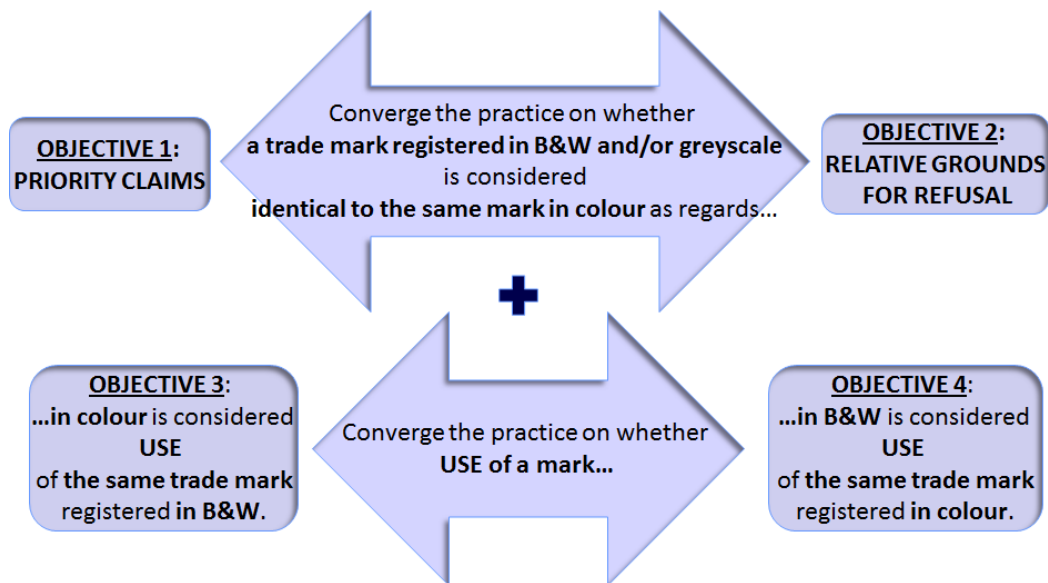 Converge the practice on whether
a trade mark registered in B&W and/or greyscale
is considered
identical to the same mark in colour as regards...
OBJECTIVE 1:
PRIORITY CLAIMS
OBJECTIVE 2:
RELATIVE GROUNDS
FOR REFUSAL
Converge the practice on whether
USE of a mark...
OBJECTIVE 3:
...in colour is considered
USE
of the same trade mark
registered in B&W.
OBJECTIVE 4:
...in B&W is considered
USE
of the same trade mark
registered in colour.